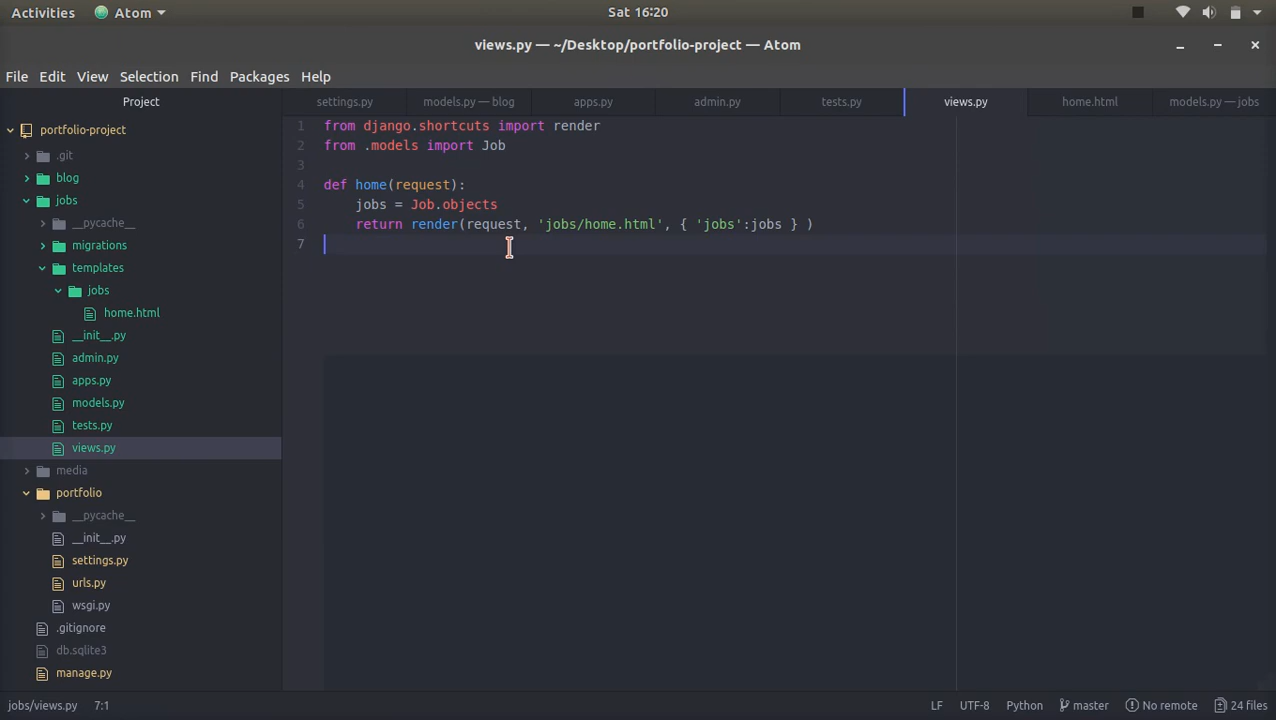 Activities Atom Sat 16:20
views.py — ~/Desktop/portfolio-project — Atom
File Edit View Selection Find Packages Help
Project
portfolio-project
.git
blog
jobs
__pycache__
migrations
templates
jobs
home.html
__init__.py
admin.py
apps.py
models.py
tests.py
views.py
media
portfolio
__pycache__
__init__.py
settings.py
urls.py
wsgi.py
.gitignore
db.sqlite3
manage.py
settings.py models.py — blog apps.py admin.py tests.py views.py home.html models.py — jobs
1 from django.shortcuts import render
2 from .models import Job
3
4 def home(request):
5 jobs = Job.objects
6 return render(request, 'jobs/home.html', { 'jobs':jobs } )
7
jobs/views.py 7:1 LF UTF-8 Python master No remote 24 files